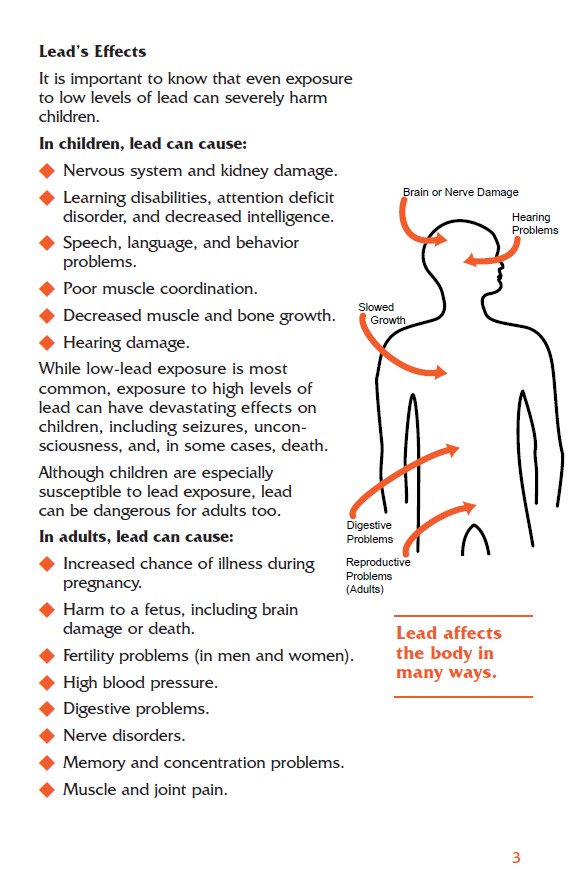 Lead's Effects
It is important to know that even exposure
to low levels of lead can severely harm
children.
In children, lead can cause:
Nervous system and kidney damage.
Learning disabilities, attention deficit
disorder, and decreased intelligence.
Speech, language, and behavior
problems.
Poor muscle coordination.
Decreased muscle and bone growth.
Hearing damage.
While low-lead exposure is most
common, exposure to high levels of
lead can have devastating effects on
children, including seizures, uncon-
sciousness, and, in some cases, death.
Although children are especially
susceptible to lead exposure, lead
can be dangerous for adults too.
In adults, lead can cause:
Increased chance of illness during
pregnancy.
Harm to a fetus, including brain
damage or death.
Fertility problems (in men and women).
High blood pressure.
Digestive problems.
Nerve disorders.
Memory and concentration problems.
Muscle and joint pain.
Brain or Nerve Damage
Hearing
Problems
Slowed
Growth
Digestive
Problems
Reproductive
Problems
(Adults)
Lead affects
the body in
many ways.
3